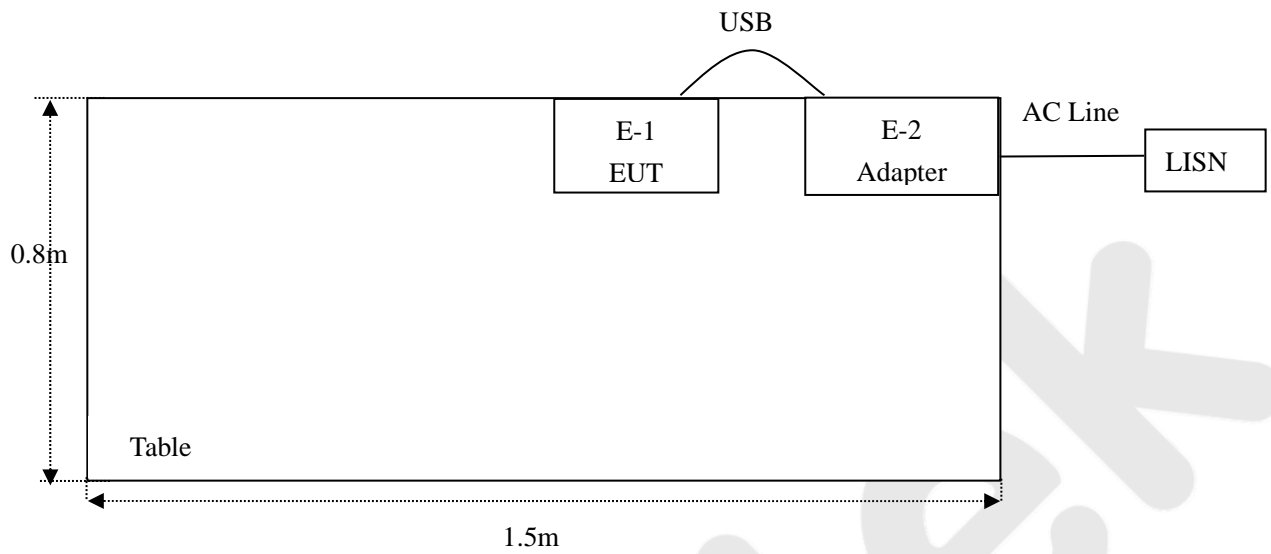 USB
E-1
EUT
E-2
Adapter
AC Line
LISN
0.8m
Table
1.5m